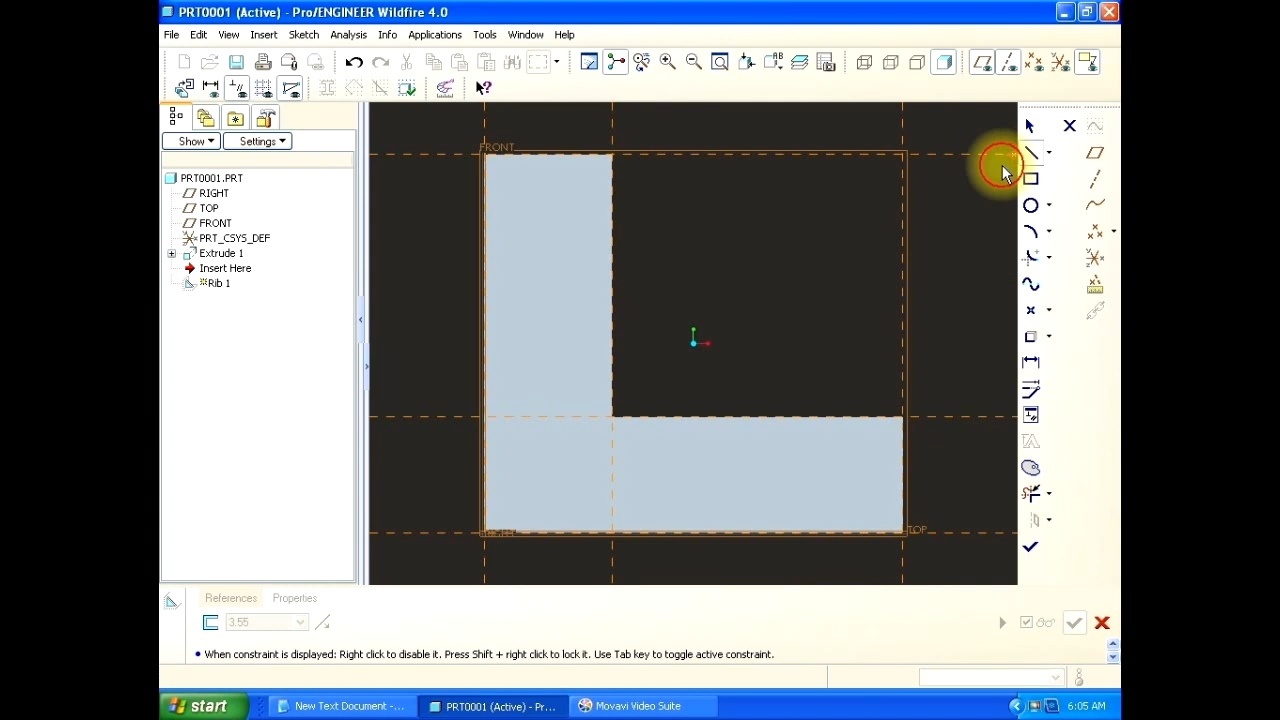 PRT0001 (Active) - Pro/ENGINEER Wildfire 4.0
File Edit View Insert Sketch Analysis Info Applications Tools Window Help
Show Settings
PRT0001.PRT
RIGHT
TOP
FRONT
PRT_CSYS_DEF
Extrude 1
Insert Here
Rib 1
FRONT
TOP
References Properties
3.55
When constraint is displayed: Right click to disable it. Press Shift + right click to lock it. Use Tab key to toggle active constraint.
start New Text Document -... PRT0001 (Active) - Pr... Movavi Video Suite 6:05 AM